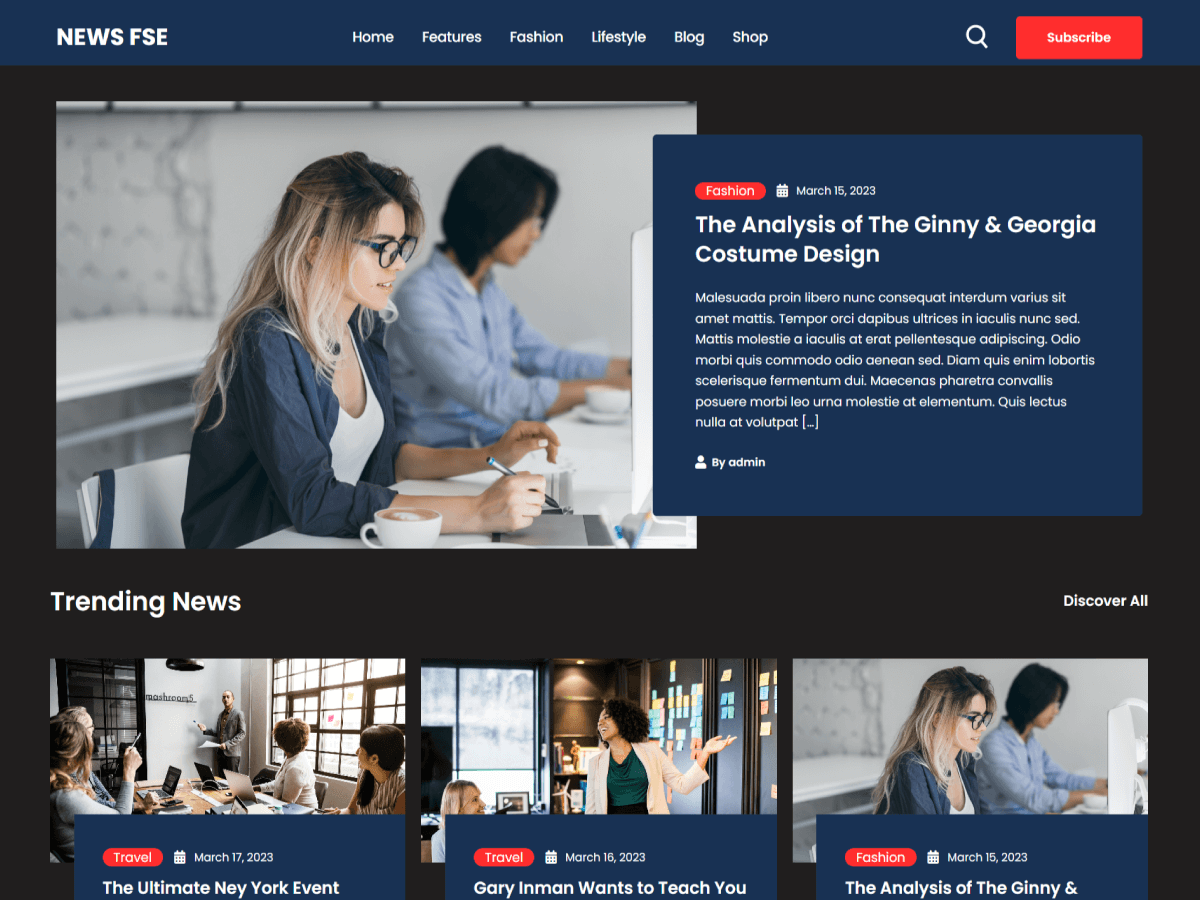 NEWS FSE
Home Features Fashion Lifestyle Blog Shop
Subscribe
Fashion March 15, 2023
The Analysis of The Ginny & Georgia
Costume Design
Malesuada proin libero nunc consequat interdum varius sit
amet mattis. Tempor orci dapibus ultrices in iaculis nunc sed.
Mattis molestie a iaculis at erat pellentesque adipiscing. Odio
morbi quis commodo odio aenean sed. Diam quis enim lobortis
scelerisque fermentum dui. Maecenas pharetra convallis
posuere morbi leo urna molestie at elementum. Quis lectus
nulla at volutpat […]
By admin
Trending News
Discover All
mashroom5
Travel March 17, 2023
The Ultimate Ney York Event
Travel March 16, 2023
Gary Inman Wants to Teach You
Fashion March 15, 2023
The Analysis of The Ginny &